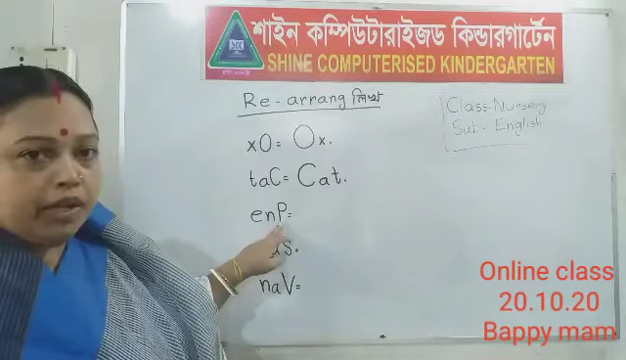 শাইন কম্পিউটারাইজড কিন্ডারগার্টেন
SHINE COMPUTERISED KINDERGARTEN
Re-arrang লিখ
Class-Nursery
Sub- English
xO= Ox.
taC= Cat.
enP=
naV=
Online class
20.10.20
Bappy mam